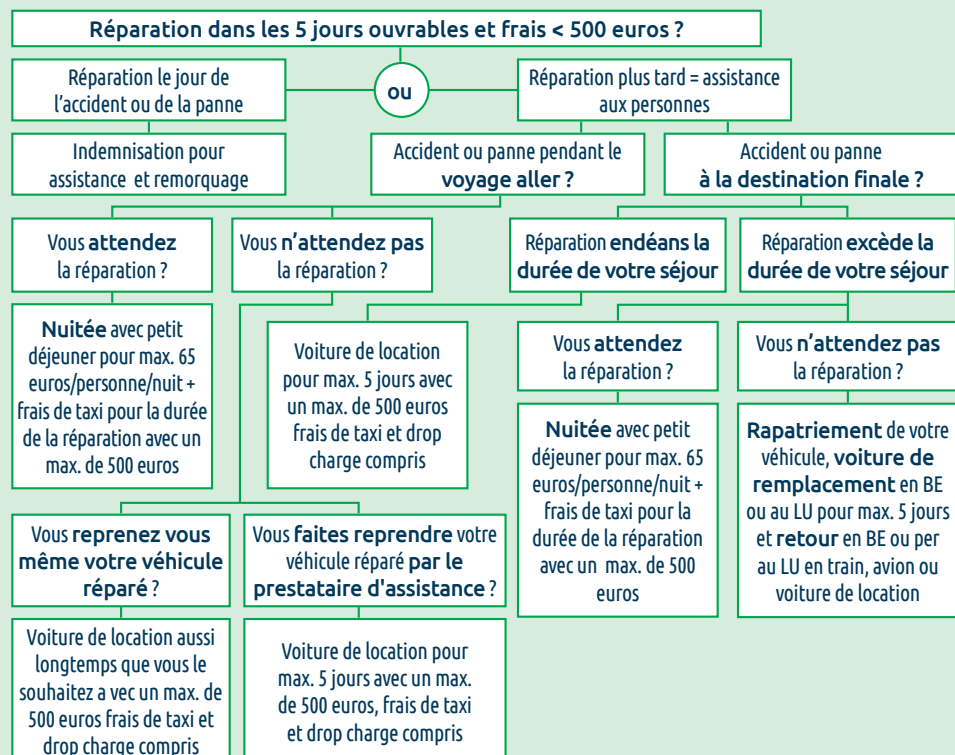 Réparation dans les 5 jours ouvrables et frais < 500 euros ?
Réparation le jour de
l'accident ou de la panne
ou
Réparation plus tard = assistance
aux personnes
Indemnisation pour
assistance et remorquage
Accident ou panne pendant le
voyage aller ?
Accident ou panne
à la destination finale ?
Vous attendez
la réparation ?
Vous n'attendez pas
la réparation ?
Réparation endéans la
durée de votre séjour
Réparation excède la
durée de votre séjour
Nuitée avec petit
déjeuner pour max. 65
euros/personne/nuit +
frais de taxi pour la durée
de la réparation avec un
max. de 500 euros
Voiture de location
pour max. 5 jours avec
un max. de 500 euros
frais de taxi et drop
charge compris
Vous attendez
la réparation ?
Vous n'attendez pas
la réparation ?
Nuitée avec petit
déjeuner pour max. 65
euros/personne/nuit +
frais de taxi pour la
durée de la réparation
avec un max. de 500
euros
Rapatriement de votre
véhicule, voiture de
remplacement en BE
ou au LU pour max. 5 jours
et retour en BE ou per
au LU en train, avion ou
voiture de location
Vous reprenez vous
même votre véhicule
réparé ?
Vous faites reprendre votre
véhicule réparé par le
prestataire d'assistance ?
Voiture de location aussi
longtemps que vous le
souhaitez a vec un max. de
500 euros frais de taxi et
drop charge compris
Voiture de location pour
max. 5 jours avec un max.
de 500 euros, frais de taxi
et drop charge compris